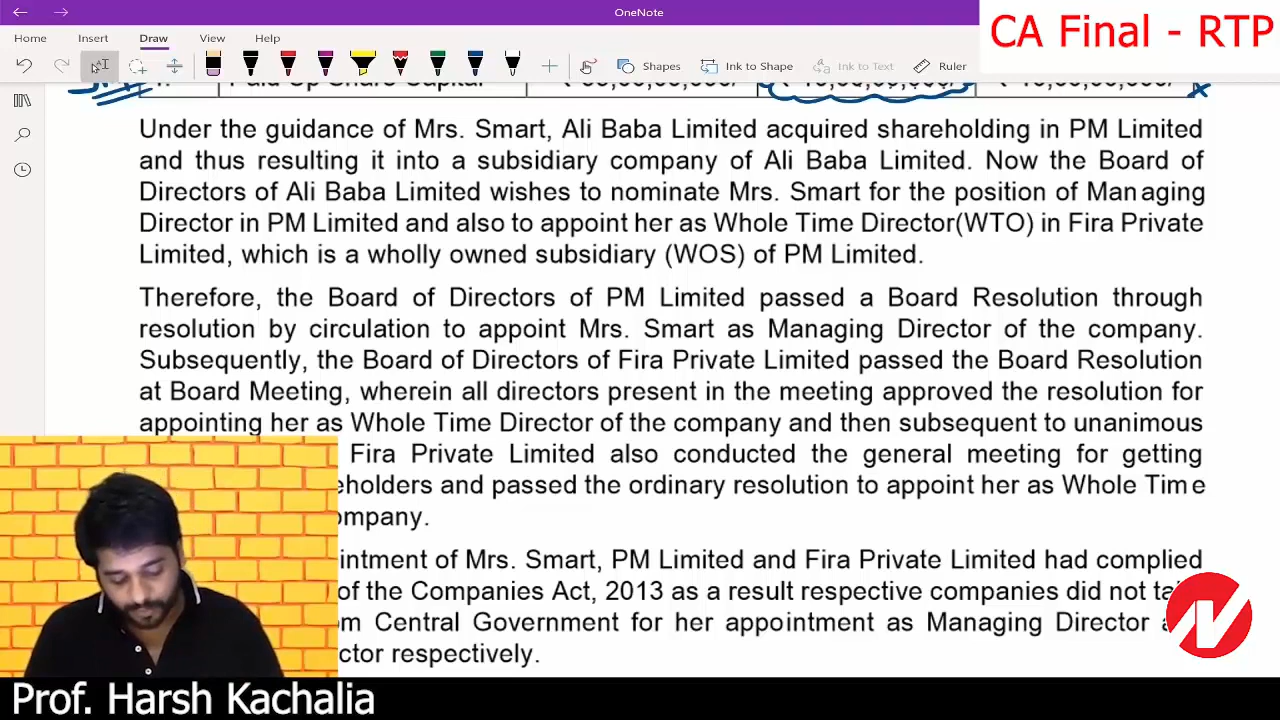 OneNote
CA Final - RTP
Home Insert Draw View Help
Shapes Ink to Shape Ink to Text Ruler
Paid Up Share Capital
Under the guidance of Mrs. Smart, Ali Baba Limited acquired shareholding in PM Limited
and thus resulting it into a subsidiary company of Ali Baba Limited. Now the Board of
Directors of Ali Baba Limited wishes to nominate Mrs. Smart for the position of Managing
Director in PM Limited and also to appoint her as Whole Time Director(WTO) in Fira Private
Limited, which is a wholly owned subsidiary (WOS) of PM Limited.
Therefore, the Board of Directors of PM Limited passed a Board Resolution through
resolution by circulation to appoint Mrs. Smart as Managing Director of the company.
Subsequently, the Board of Directors of Fira Private Limited passed the Board Resolution
at Board Meeting, wherein all directors present in the meeting approved the resolution for
appointing her as Whole Time Director of the company and then subsequent to unanimous
Fira Private Limited also conducted the general meeting for getting
eholders and passed the ordinary resolution to appoint her as Whole Time
ompany.
intment of Mrs. Smart, PM Limited and Fira Private Limited had complied
of the Companies Act, 2013 as a result respective companies did not ta
om Central Government for her appointment as Managing Director
ctor respectively.
Prof. Harsh Kachalia